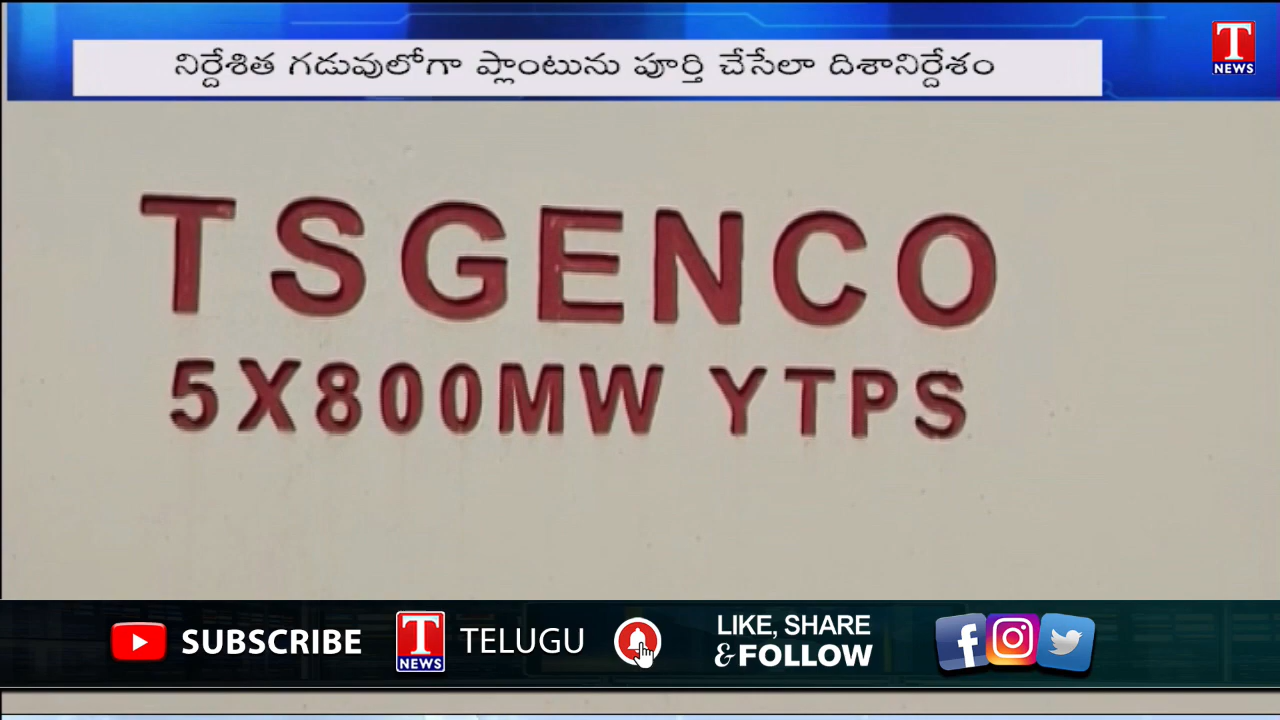 నిర్దేశిత గడువులోగా ప్లాంటును పూర్తి చేసేలా దిశానిర్దేశం
T
NEWS
TSGENCO
5X800MW YTPS
SUBSCRIBE
T
NEWS
TELUGU
LIKE, SHARE
& FOLLOW